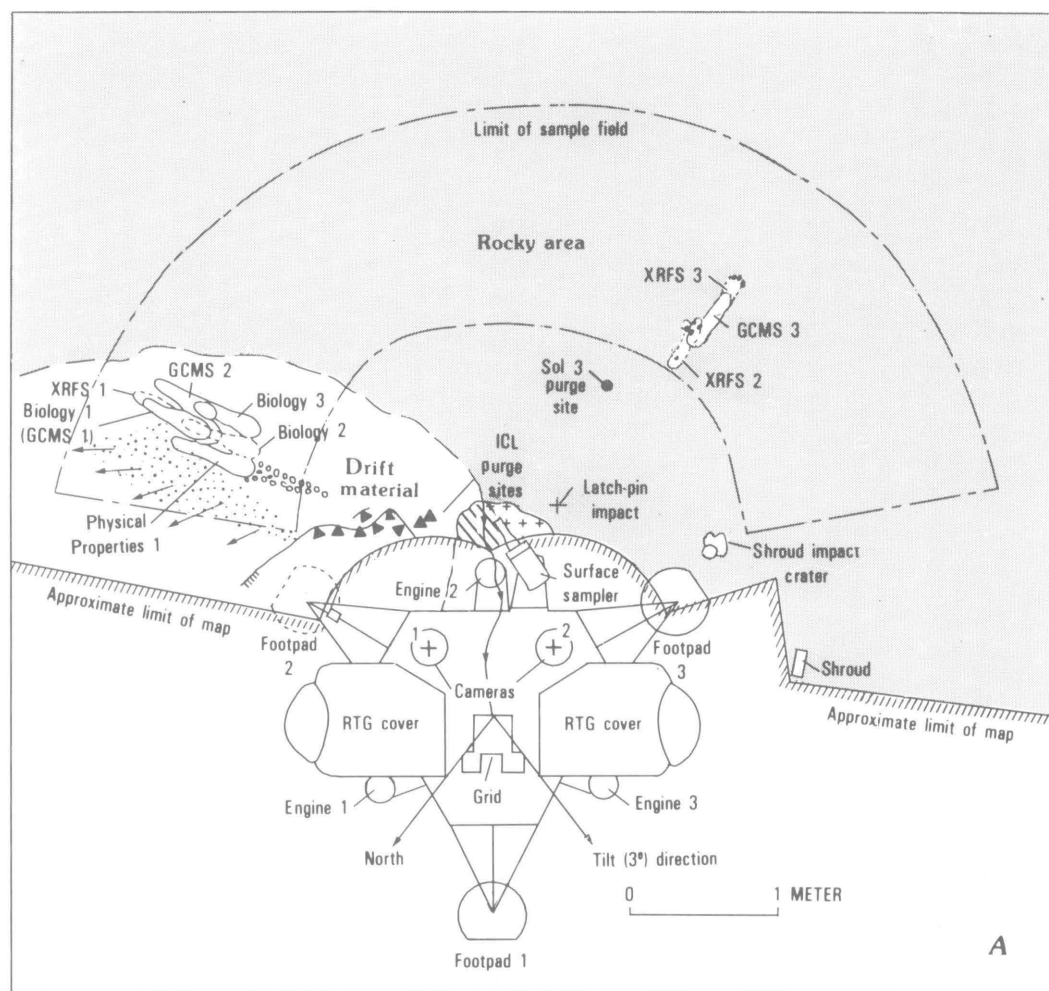 Limit of sample field
Rocky area
XRFS 3
GCMS 3
XRFS 2
Sol 3
purge
site
GCMS 2
XRFS 1
Biology 1
(GCMS 1)
Biology 3
Biology 2
ICL
purge
sites
Drift
material
Latch-pin
impact
Physical
Properties 1
Shroud impact
crater
Engine 2
Surface
sampler
Approximate limit of map
Footpad
2
1
2
Footpad
3
Shroud
Cameras
RTG cover
RTG cover
Approximate limit of map
Engine 1
Grid
Engine 3
North
Tilt (3°) direction
0 1 METER
Footpad 1
A